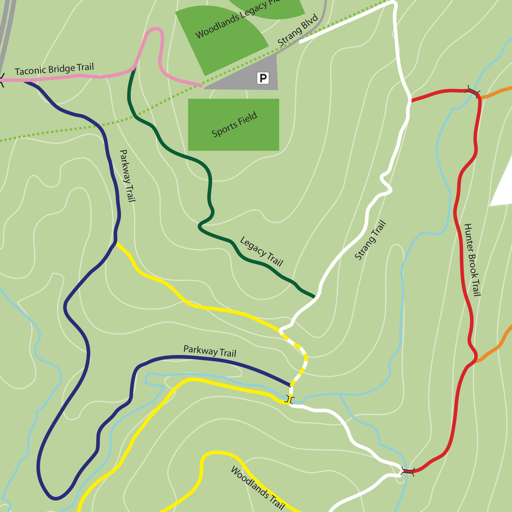 Woodlands Legacy Fi
Strang Blvd
Taconic Bridge Trail
P
Sports Field
Parkway Trail
Strang Trail
Legacy Trail
Hunter Brook Trail
Parkway Trail
Woodlands Trail